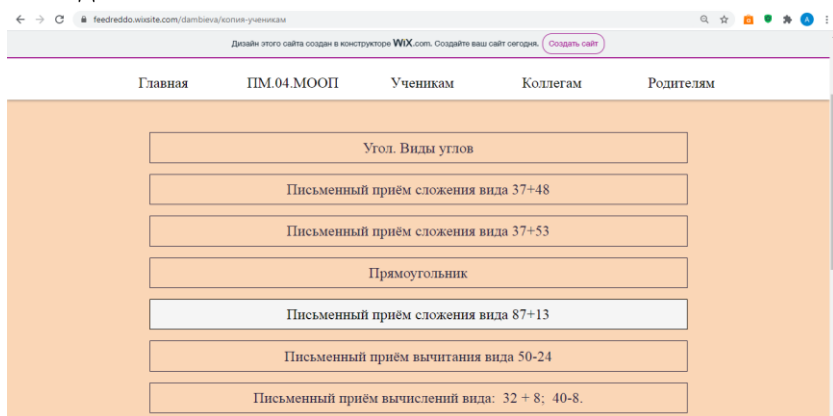 feedreddo.wixsite.com/dambieva/копия-ученикам
Дизайн этого сайта создан в конструкторе WiX.com. Создайте ваш сайт сегодня. Создать сайт
Главная ПМ.04.МООП Ученикам Коллегам Родителям
Угол. Виды углов
Письменный приём сложения вида 37+48
Письменный приём сложения вида 37+53
Прямоугольник
Письменный приём сложения вида 87+13
Письменный приём вычитания вида 50-24
Письменный приём вычислений вида: 32 + 8; 40-8.